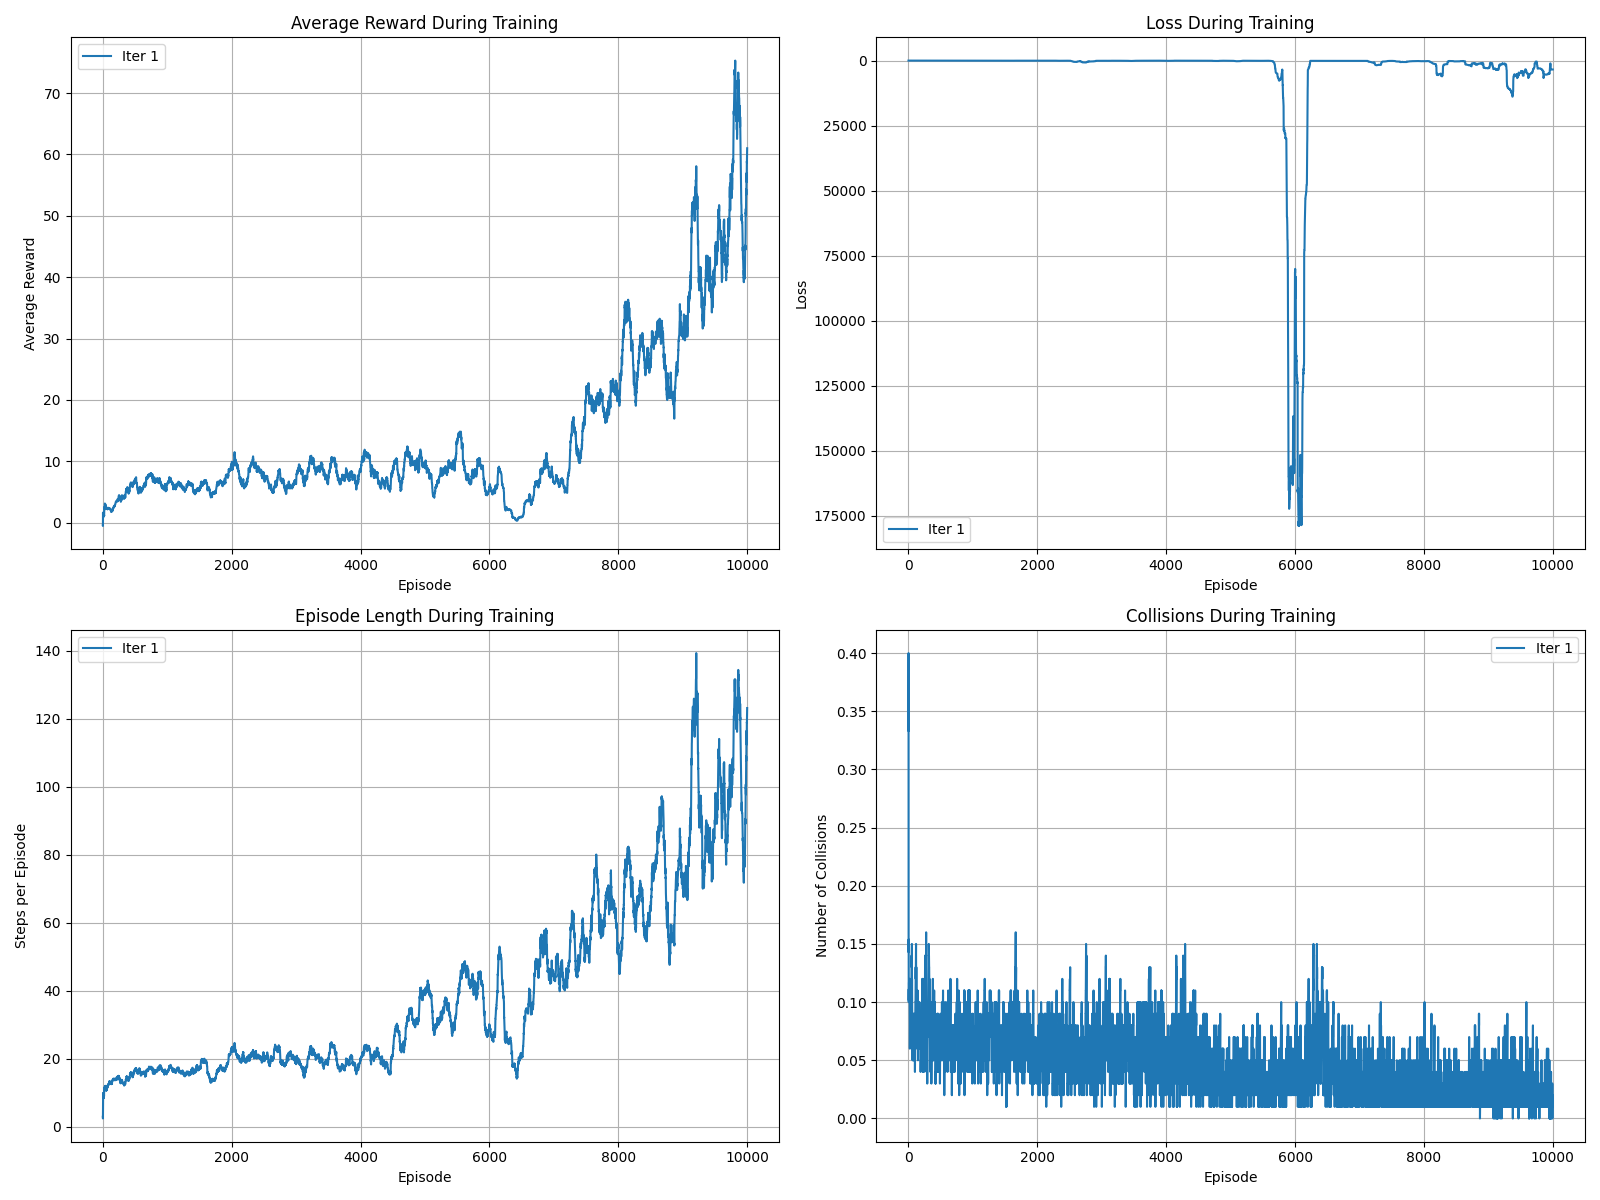 Average Reward During Training
Iter 1
70
60
50
40
30
20
10
0
Average Reward
0 2000 4000 6000 8000 10000
Episode
Loss During Training
0
25000
50000
75000
100000
125000
150000
175000
Loss
Iter 1
0 2000 4000 6000 8000 10000
Episode
Episode Length During Training
Iter 1
140
120
100
80
60
40
20
0
Steps per Episode
0 2000 4000 6000 8000 10000
Episode
Collisions During Training
Iter 1
0.40
0.35
0.30
0.25
0.20
0.15
0.10
0.05
0.00
Number of Collisions
0 2000 4000 6000 8000 10000
Episode